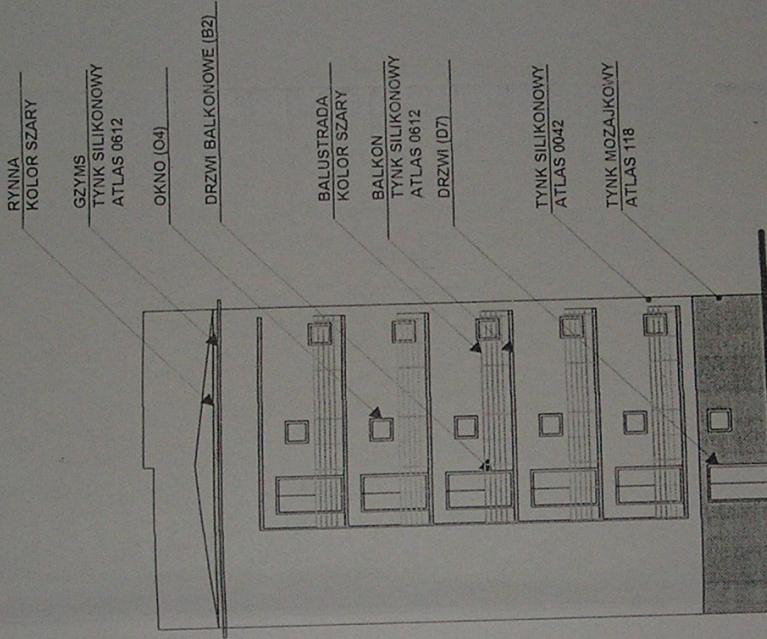 RYNNA
KOLOR SZARY
GZYMS
TYNK SILIKONOWY
ATLAS 0612
OKNO (O4)
DRZWI BALKONOWE (B2)
BALUSTRADA
KOLOR SZARY
BALKON
TYNK SILIKONOWY
ATLAS 0612
DRZWI (D7)
TYNK SILIKONOWY
ATLAS 0042
TYNK MOZAJKOWY
ATLAS 118